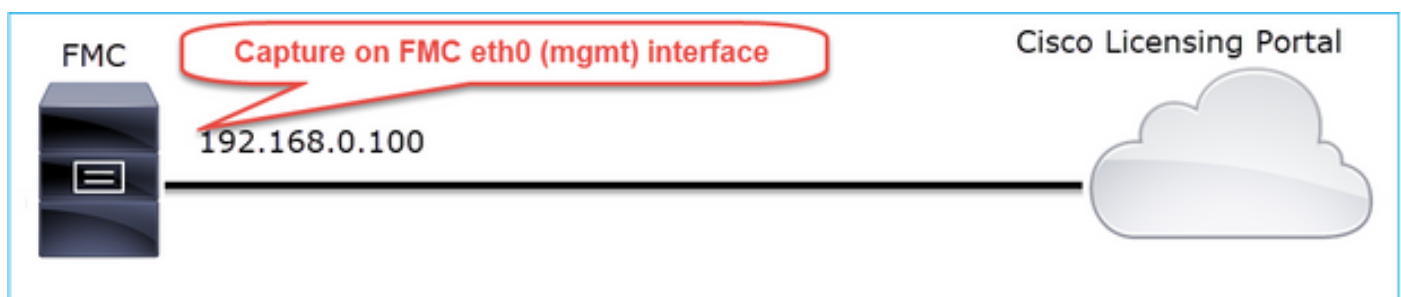 FMC
Capture on FMC eth0 (mgmt) interface
Cisco Licensing Portal
192.168.0.100